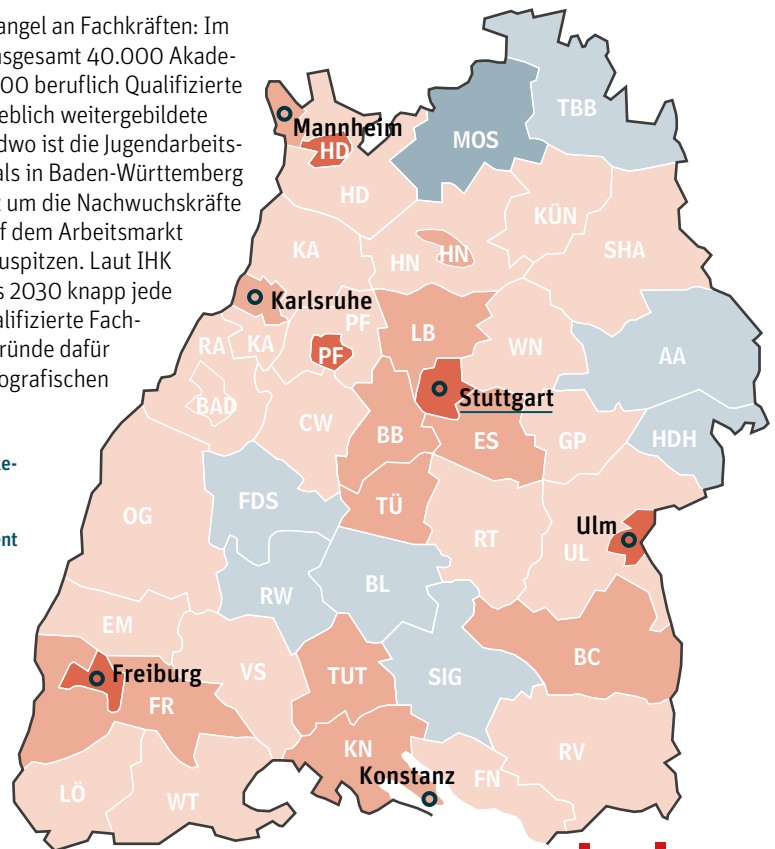 angel an Fachkräften: Im
nsgesamt 40.000 Akade-
00 beruflich Qualifizierte
eblich weitergebildete
dwo ist die Jugendarbeits-
als in Baden-Württemberg
t um die Nachwuchskräfte
f dem Arbeitsmarkt
uspitzen. Laut IHK
s 2030 knapp jede
alifizierte Fach-
ründe dafür
ografischen
ke-
ent
TBB
Mannheim
MOS
HD
HD
KÜN
KA
SHA
HN
HN
Karlsruhe
PF
LB
RA
KA
WN
PF
AA
Stuttgart
BAD
CW
BB
ES
GP
HDH
FDS
TÜ
OG
Ulm
RT
UL
BL
RW
EM
BC
Freiburg
VS
TUT
SIG
FR
KN
RV
Konstanz
FN
LÖ
WT